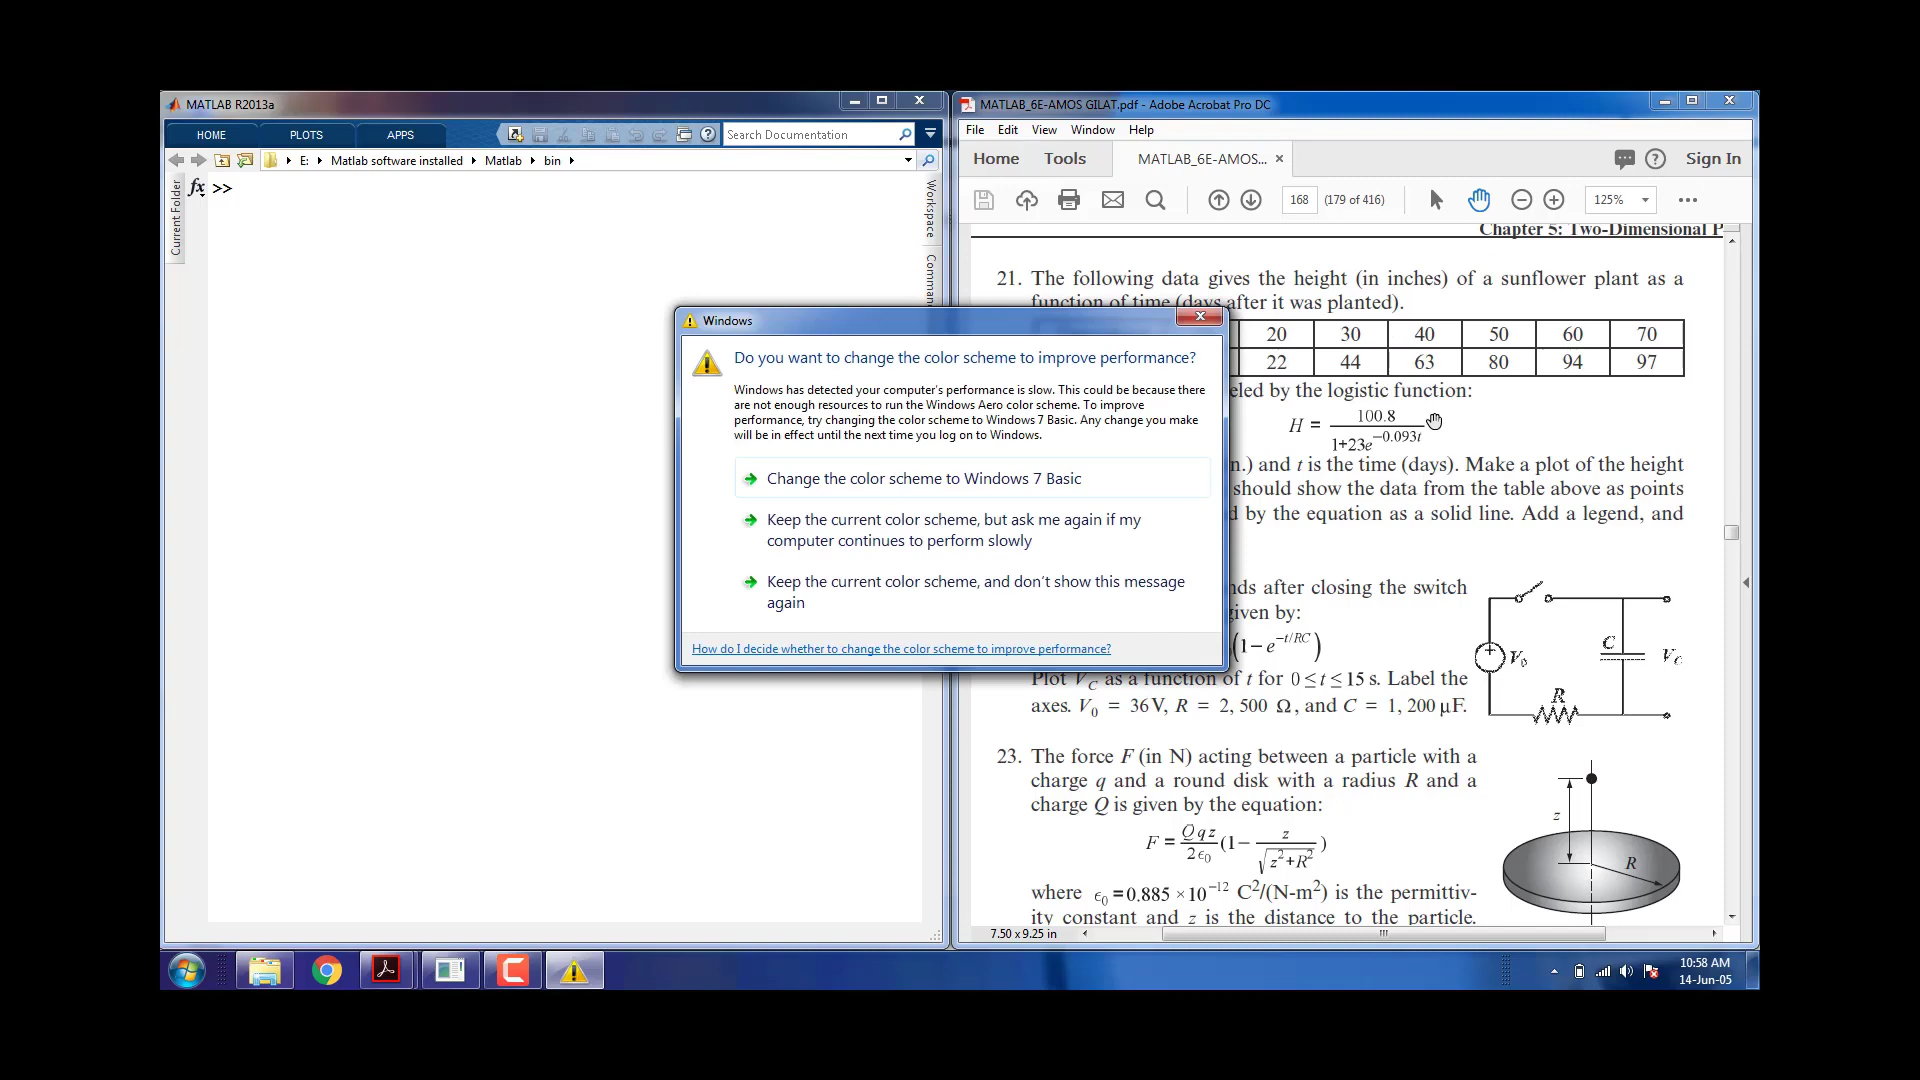 MATLAB R2013a
HOME
PLOTS
APPS
Search Documentation
E:
Matlab software installed
Matlab
bin
Current Folder
fx >>
Workspace
MATLAB_6E-AMOS GILAT.pdf - Adobe Acrobat Pro DC
File Edit View Window Help
Home
Tools
MATLAB_6E-AMOS... ×
Sign In
168 (179 of 416)
125%
Chapter 5: Two-Dimensional P
21. The following data gives the height (in inches) of a sunflower plant as a
function of time (days after it was planted).
20 30 40 50 60 70
22 44 63 80 94 97
by the logistic function:
H = 100.8 / 1+23e^−0.093t
and t is the time (days). Make a plot of the height
should show the data from the table above as points
by the equation as a solid line. Add a legend, and
after closing the switch
given by:
(1−e^−t/RC)
Plot V_C as a function of t for 0≤t≤15 s. Label the
axes. V_0 = 36V, R = 2, 500 Ω, and C = 1, 200 μF.
V_0
C
V_C
R
23. The force F (in N) acting between a particle with a
charge q and a round disk with a radius R and a
charge Q is given by the equation:
F = Qqz / 2ϵ_0 (1− z / √z²+R² )
where ϵ_0 = 0.885 × 10^−12 C²/(N-m²) is the permittiv-
ity constant and z is the distance to the particle.
z
R
7.50 x 9.25 in
Windows
Do you want to change the color scheme to improve performance?
Windows has detected your computer's performance is slow. This could be because there
are not enough resources to run the Windows Aero color scheme. To improve
performance, try changing the color scheme to Windows 7 Basic. Any change you make
will be in effect until the next time you log on to Windows.
Change the color scheme to Windows 7 Basic
Keep the current color scheme, but ask me again if my
computer continues to perform slowly
Keep the current color scheme, and don't show this message
again
How do I decide whether to change the color scheme to improve performance?
10:58 AM
14-Jun-05